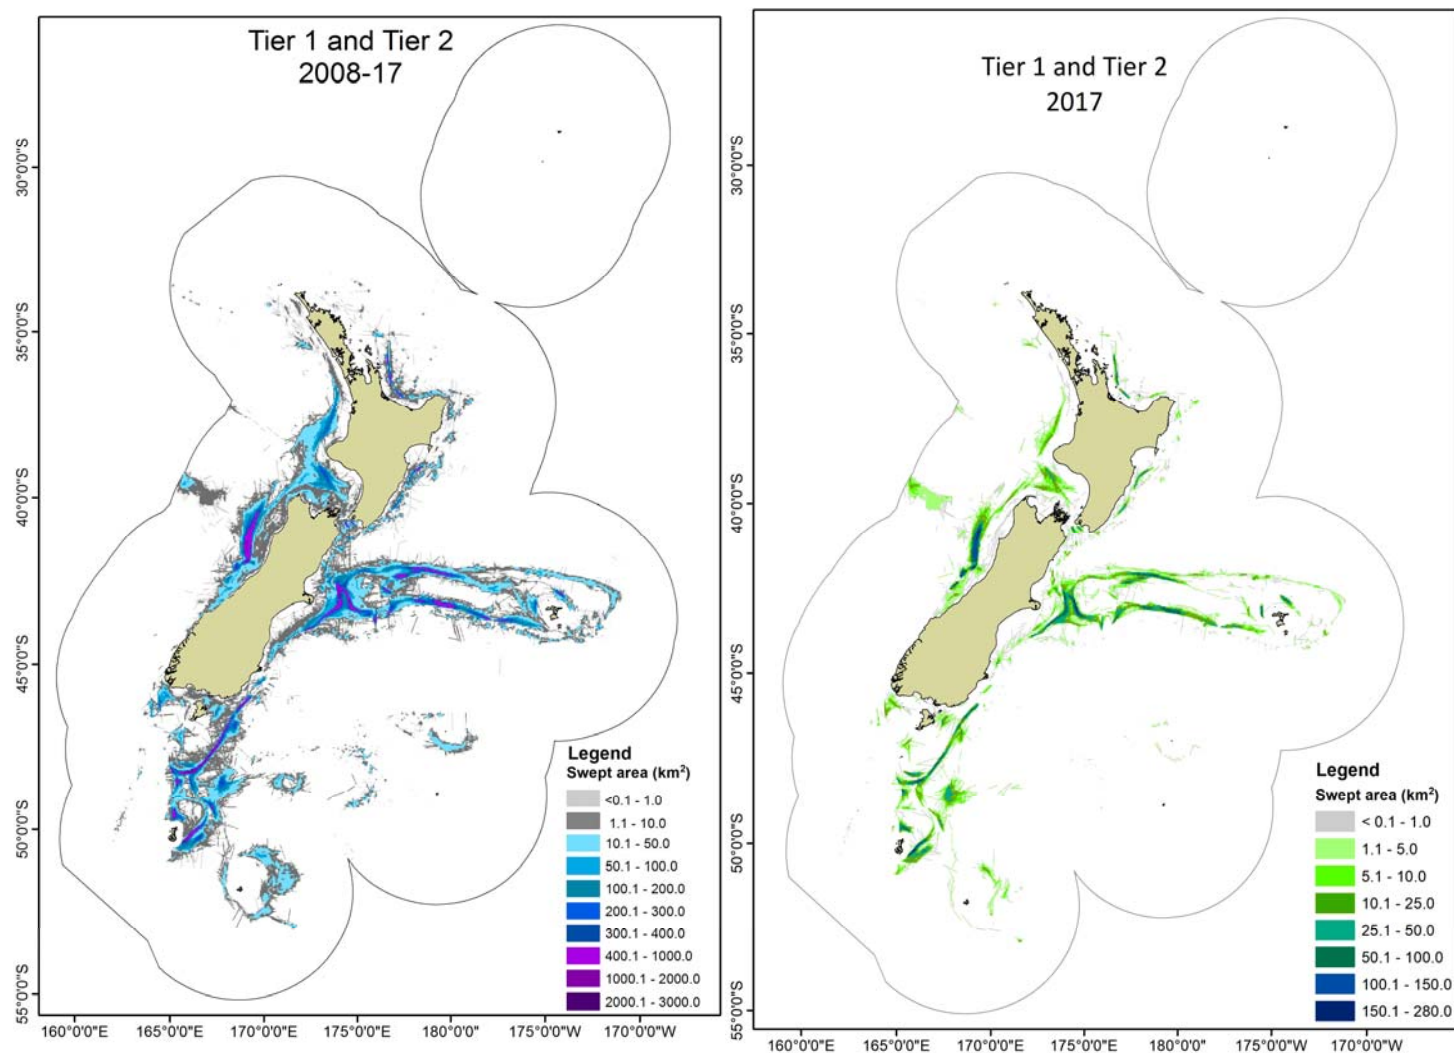 Tier 1 and Tier 2
2008-17
30°0'0"S
35°0'0"S
40°0'0"S
45°0'0"S
50°0'0"S
55°0'0"S
Legend
Swept area (km²)
<0.1 - 1.0
1.1 - 10.0
10.1 - 50.0
50.1 - 100.0
100.1 - 200.0
200.1 - 300.0
300.1 - 400.0
400.1 - 1000.0
1000.1 - 2000.0
2000.1 - 3000.0
160°0'0"E 165°0'0"E 170°0'0"E 175°0'0"E 180°0'0" 175°0'0"W 170°0'0"W
Tier 1 and Tier 2
2017
30°0'0"S
35°0'0"S
40°0'0"S
45°0'0"S
50°0'0"S
55°0'0"S
Legend
Swept area (km²)
< 0.1 - 1.0
1.1 - 5.0
5.1 - 10.0
10.1 - 25.0
25.1 - 50.0
50.1 - 100.0
100.1 - 150.0
150.1 - 280.0
160°0'0"E 165°0'0"E 170°0'0"E 175°0'0"E 180°0'0" 175°0'0"W 170°0'0"W